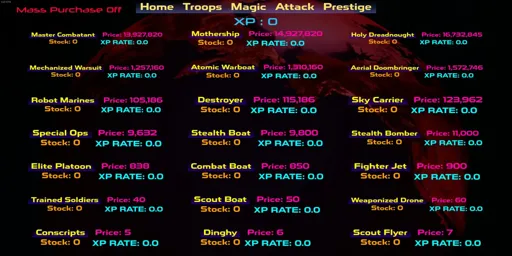 Mass Purchase Off
Home Troops Magic Attack Prestige
XP : 0
Master Combatant Price: 13,927,820
Stock: 0 XP RATE: 0.0
Mothership Price: 14,927,820
Stock: 0 XP RATE: 0.0
Holy Dreadnought Price: 16,732,845
Stock: 0 XP RATE: 0.0
Mechanized Warsuit Price: 1,257,160
Stock: 0 XP RATE: 0.0
Atomic Warboat Price: 1,310,160
Stock: 0 XP RATE: 0.0
Aerial Doombringer Price: 1,572,746
Stock: 0 XP RATE: 0.0
Robot Marines Price: 105,186
Stock: 0 XP RATE: 0.0
Destroyer Price: 115,186
Stock: 0 XP RATE: 0.0
Sky Carrier Price: 123,962
Stock: 0 XP RATE: 0.0
Special Ops Price: 9,632
Stock: 0 XP RATE: 0.0
Stealth Boat Price: 9,800
Stock: 0 XP RATE: 0.0
Stealth Bomber Price: 11,000
Stock: 0 XP RATE: 0.0
Elite Platoon Price: 838
Stock: 0 XP RATE: 0.0
Combat Boat Price: 850
Stock: 0 XP RATE: 0.0
Fighter Jet Price: 900
Stock: 0 XP RATE: 0.0
Trained Soldiers Price: 40
Stock: 0 XP RATE: 0.0
Scout Boat Price: 50
Stock: 0 XP RATE: 0.0
Weaponized Drone Price: 60
Stock: 0 XP RATE: 0.0
Conscripts Price: 5
Stock: 0 XP RATE: 0.0
Dinghy Price: 6
Stock: 0 XP RATE: 0.0
Scout Flyer Price: 7
Stock: 0 XP RATE: 0.0